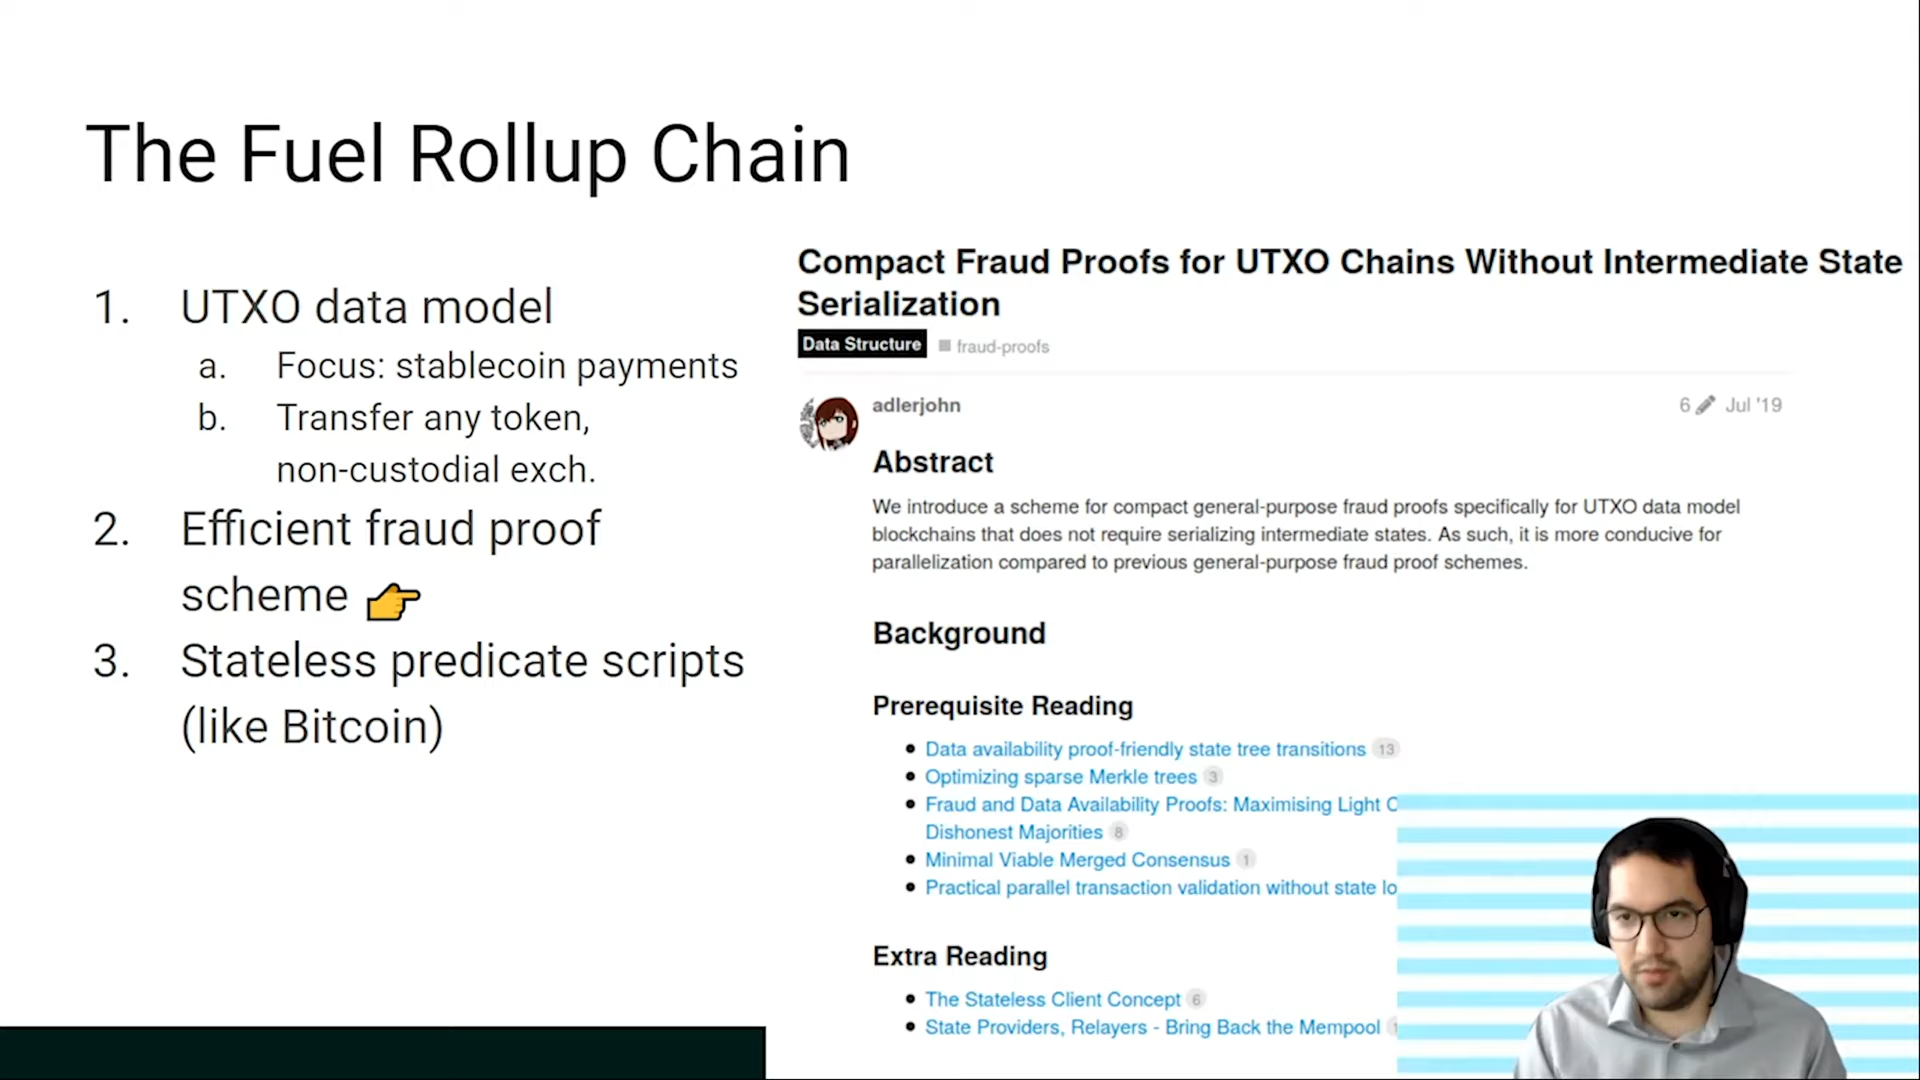 The Fuel Rollup Chain
1. UTXO data model
a. Focus: stablecoin payments
b. Transfer any token,
non-custodial exch.
2. Efficient fraud proof
scheme 👉
3. Stateless predicate scripts
(like Bitcoin)
Compact Fraud Proofs for UTXO Chains Without Intermediate State
Serialization
Data Structure fraud-proofs
adlerjohn 6 Jul '19
Abstract
We introduce a scheme for compact general-purpose fraud proofs specifically for UTXO data model
blockchains that does not require serializing intermediate states. As such, it is more conducive for
parallelization compared to previous general-purpose fraud proof schemes.
Background
Prerequisite Reading
Data availability proof-friendly state tree transitions 13
Optimizing sparse Merkle trees 3
Fraud and Data Availability Proofs: Maximising Light
Dishonest Majorities 8
Minimal Viable Merged Consensus 1
Practical parallel transaction validation without state
Extra Reading
The Stateless Client Concept 6
State Providers, Relayers - Bring Back the Mempool